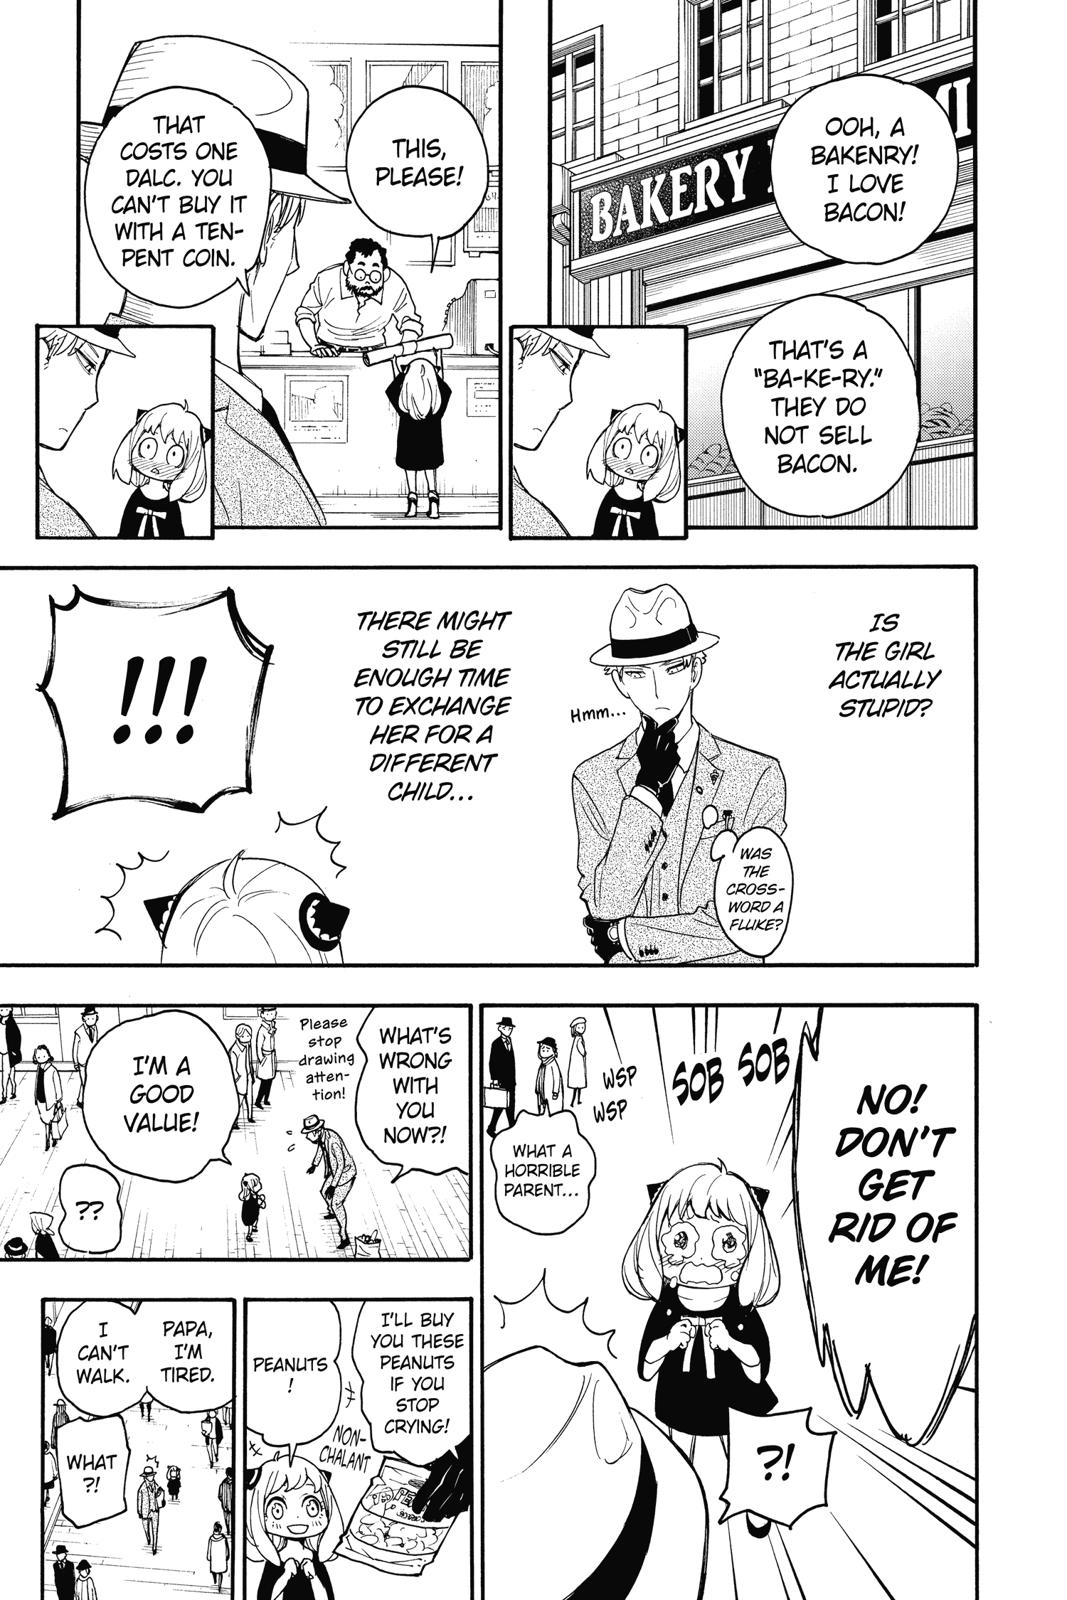 OOH, A
BAKENRY!
I LOVE
BACON!
BAKERY
THAT'S A
"BA-KE-RY."
THEY DO
NOT SELL
BACON.
THIS,
PLEASE!
THAT
COSTS ONE
DALC. YOU
CAN'T BUY IT
WITH A TEN-
PENT COIN.
IS
THE GIRL
ACTUALLY
STUPID?
Hmm...
WAS
THE
CROSS-
WORD A
FLUKE?
THERE MIGHT
STILL BE
ENOUGH TIME
TO EXCHANGE
HER FOR A
DIFFERENT
CHILD...
!!!
NO!
DON'T
GET
RID OF
ME!
SOB SOB
WSP
WSP
WHAT A
HORRIBLE
PARENT...
?!
WHAT'S
WRONG
WITH
YOU
NOW?!
Please
stop
drawing
atten-
tion!
I'M A
GOOD
VALUE!
??
I'LL BUY
YOU THESE
PEANUTS
IF YOU
STOP
CRYING!
NON-
CHALANT
PEANUTS
!
PAPA,
I'M
TIRED.
I
CAN'T
WALK.
WHAT
?!